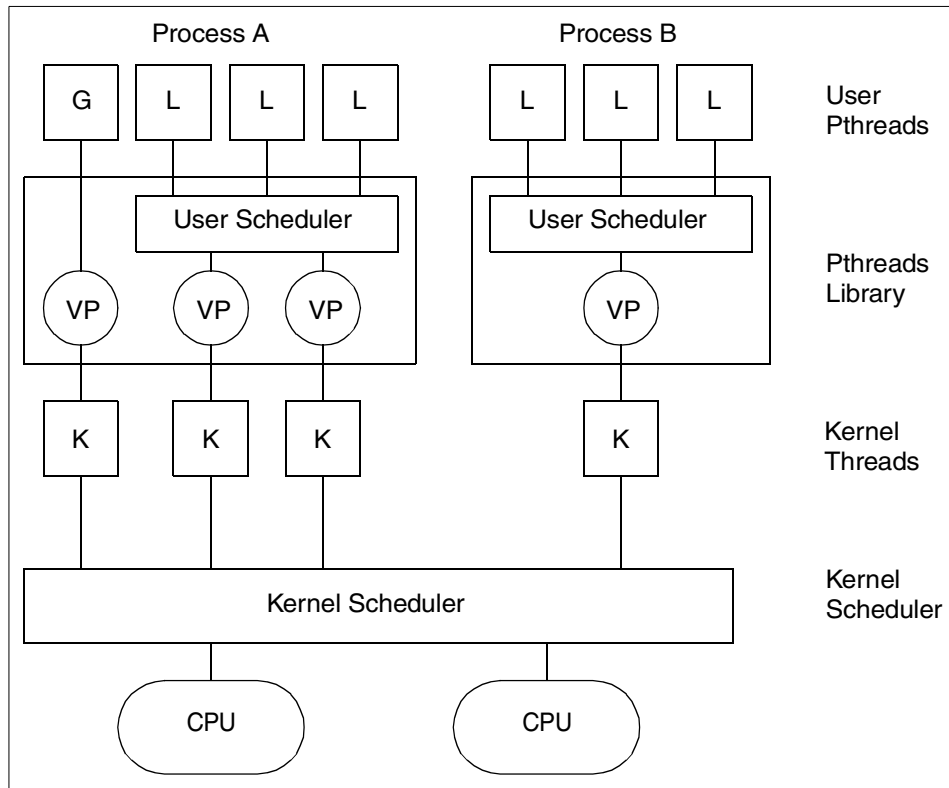 Process A
Process B
G
L
L
L
L
L
L
User
Pthreads
User Scheduler
User Scheduler
Pthreads
Library
VP
VP
VP
VP
K
K
K
K
Kernel
Threads
Kernel Scheduler
Kernel
Scheduler
CPU
CPU